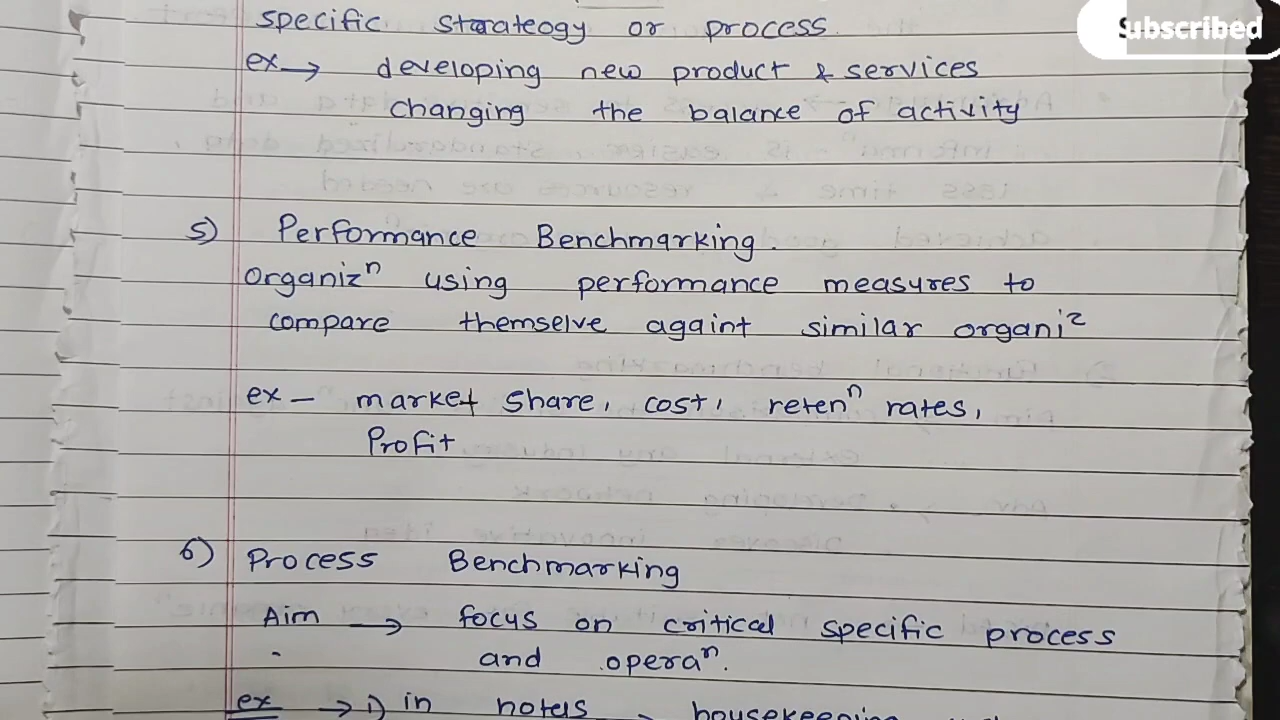 Subscribed
specific strateogy or process.
ex → developing new product & services
changing the balance of activity
5) Performance Benchmarking.
organizⁿ using performance measures to
compare themselve againt similar organiz
ex – market share, cost, retenⁿ rates,
Profit
6) Process Benchmarking
Aim → focus on critical specific process
and operaⁿ.
ex → 1) in hotels, housekeeping